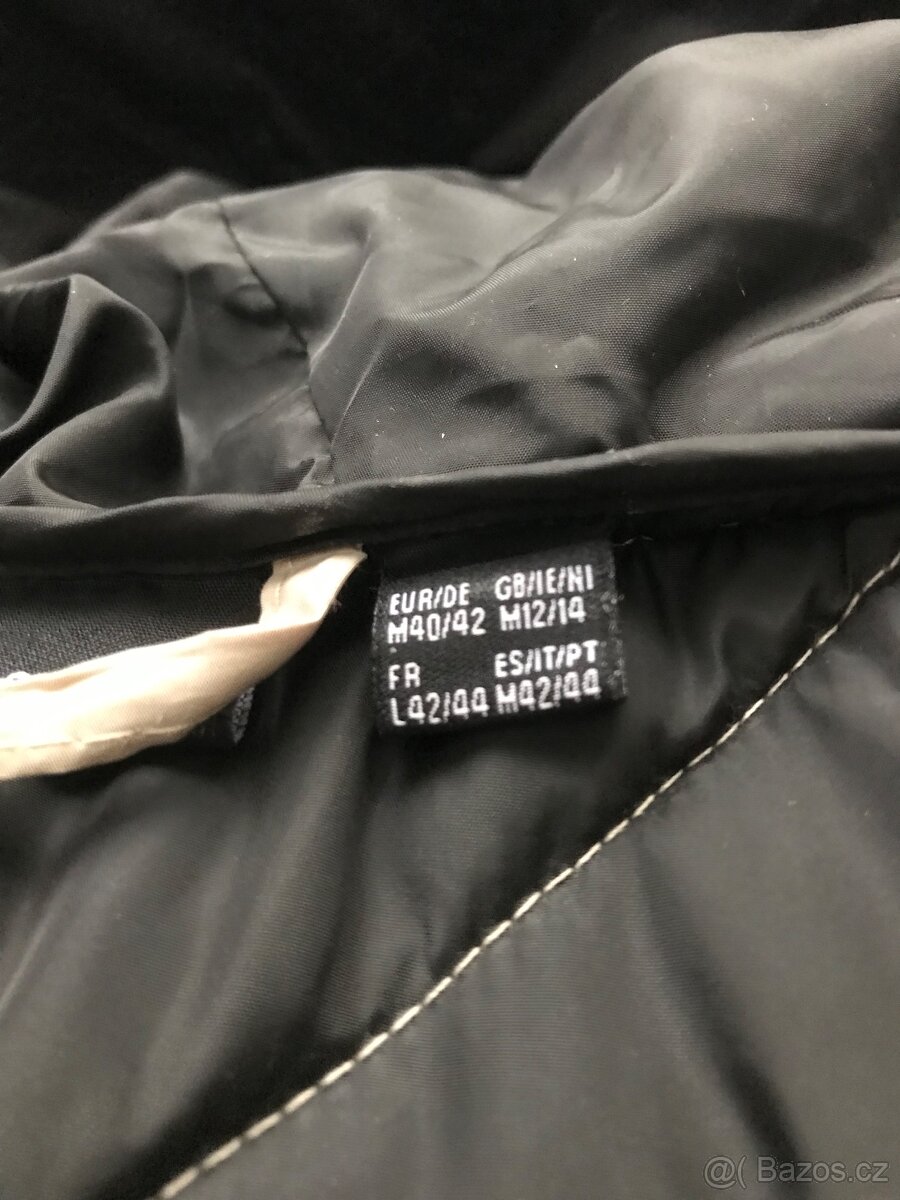 EUR/DE GB/IE/NI
M40/42 M12/14
FR ES/IT/PT
L42/44 M42/44
@( Bazos.cz